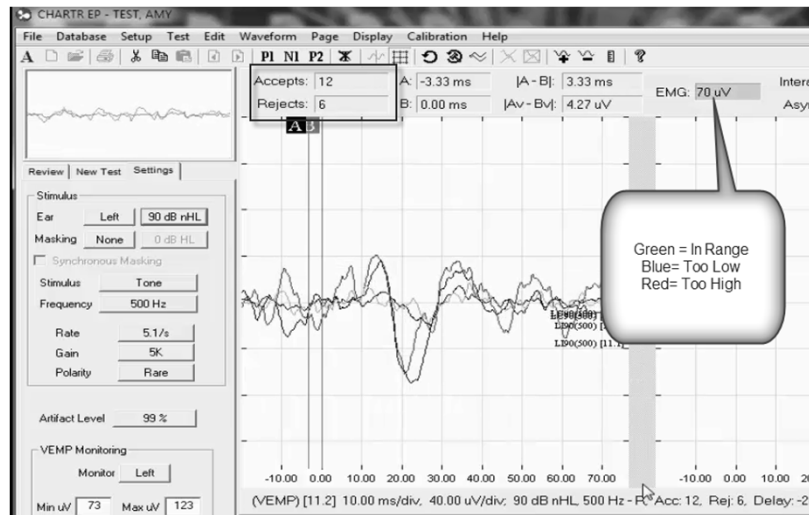 CHARTR EP - TEST, AMY
File Database Setup Test Edit Waveform Page Display Calibration Help
A P1 N1 P2
Accepts: 12 A: -3.33 ms |A - B|: 3.33 ms EMG: 70 uV Intera
Rejects: 6 B: 0.00 ms |Av - Bv|: 4.27 uV Asy
A B
Review New Test Settings
Stimulus
Ear Left 90 dB nHL
Masking None 0 dB HL
Synchronous Masking
Stimulus Tone
Frequency 500 Hz
Rate 5.1/s
Gain 5K
Polarity Rare
Artifact Level 99 %
VEMP Monitoring
Monitor Left
Min uV 73 Max uV 123
Green = In Range
Blue= Too Low
Red= Too High
LI90(500) [11.1]
-10.00 0.00 10.00 20.00 30.00 40.00 50.00 60.00 70.00 -10.00 0.00 10.00 20
(VEMP) [11.2] 10.00 ms/div, 40.00 uV/div; 90 dB nHL, 500 Hz - Acc: 12, Rej: 6, Delay: -2